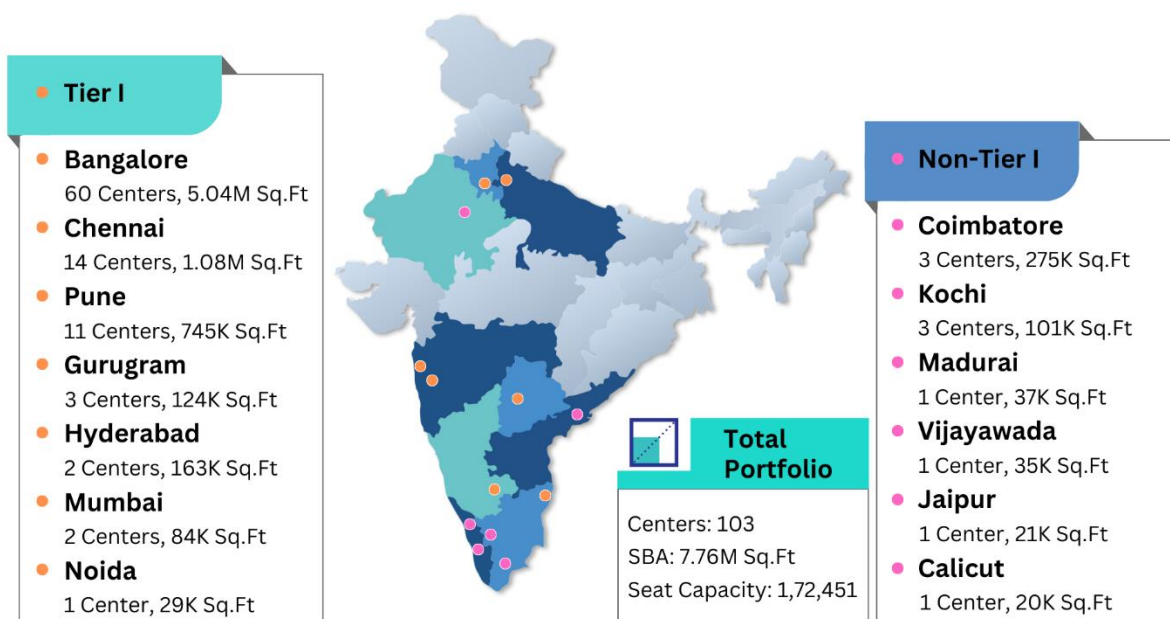 Tier I
Bangalore
60 Centers, 5.04M Sq.Ft
Chennai
14 Centers, 1.08M Sq.Ft
Pune
11 Centers, 745K Sq.Ft
Gurugram
3 Centers, 124K Sq.Ft
Hyderabad
2 Centers, 163K Sq.Ft
Mumbai
2 Centers, 84K Sq.Ft
Noida
1 Center, 29K Sq.Ft
Total
Portfolio
Centers: 103
SBA: 7.76M Sq.Ft
Seat Capacity: 1,72,451
Non-Tier I
Coimbatore
3 Centers, 275K Sq.Ft
Kochi
3 Centers, 101K Sq.Ft
Madurai
1 Center, 37K Sq.Ft
Vijayawada
1 Center, 35K Sq.Ft
Jaipur
1 Center, 21K Sq.Ft
Calicut
1 Center, 20K Sq.Ft